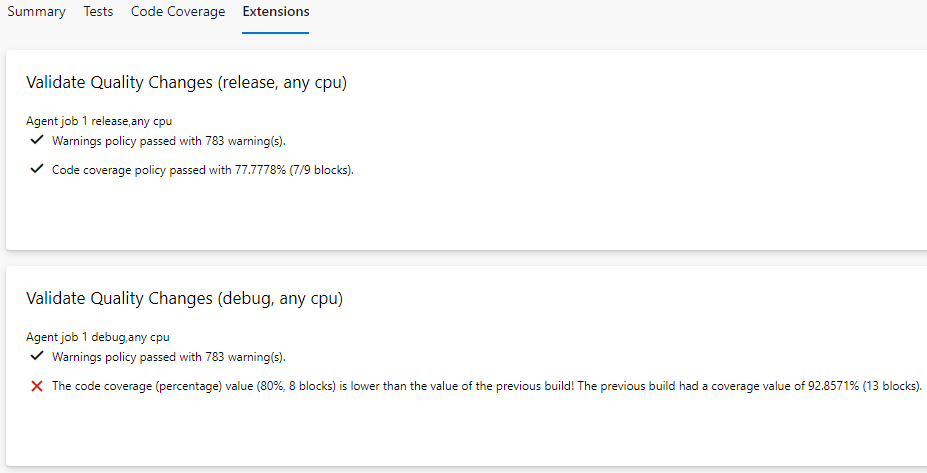 Summary Tests Code Coverage Extensions
Validate Quality Changes (release, any cpu)
Agent job 1 release,any cpu
Warnings policy passed with 783 warning(s).
Code coverage policy passed with 77.7778% (7/9 blocks).
Validate Quality Changes (debug, any cpu)
Agent job 1 debug,any cpu
Warnings policy passed with 783 warning(s).
The code coverage (percentage) value (80%, 8 blocks) is lower than the value of the previous build! The previous build had a coverage value of 92.8571% (13 blocks).